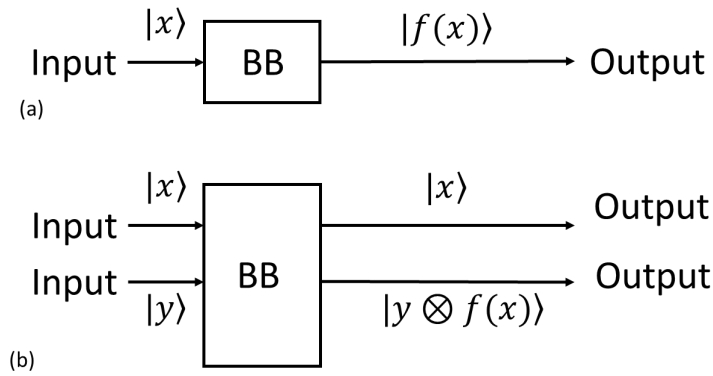 |x⟩ |f(x)⟩
Input BB Output
(a)
|x⟩ |x⟩
Input Output
Input BB Output
|y⟩ |y ⊗ f(x)⟩
(b)